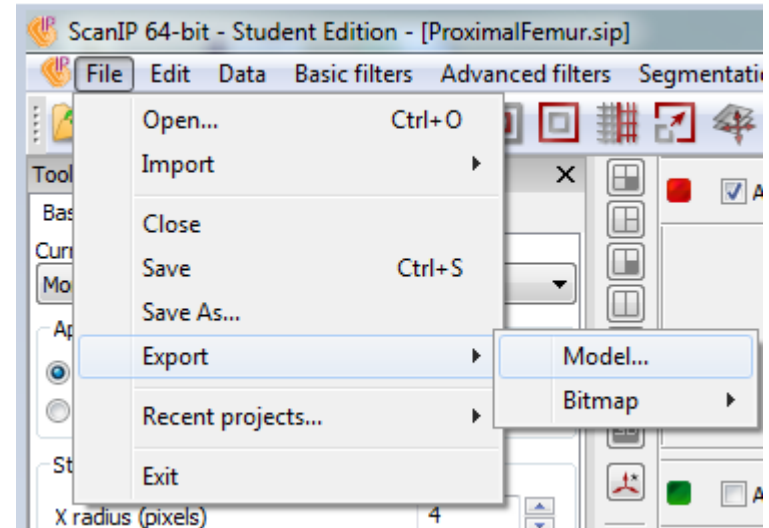 ScanIP 64-bit - Student Edition - [ProximalFemur.sip]
File Edit Data Basic filters Advanced filters
Open... Ctrl+O
Import
Close
Save Ctrl+S
Save As...
Export
Model...
Bitmap
Recent projects...
Exit
X radius (pixels) 4